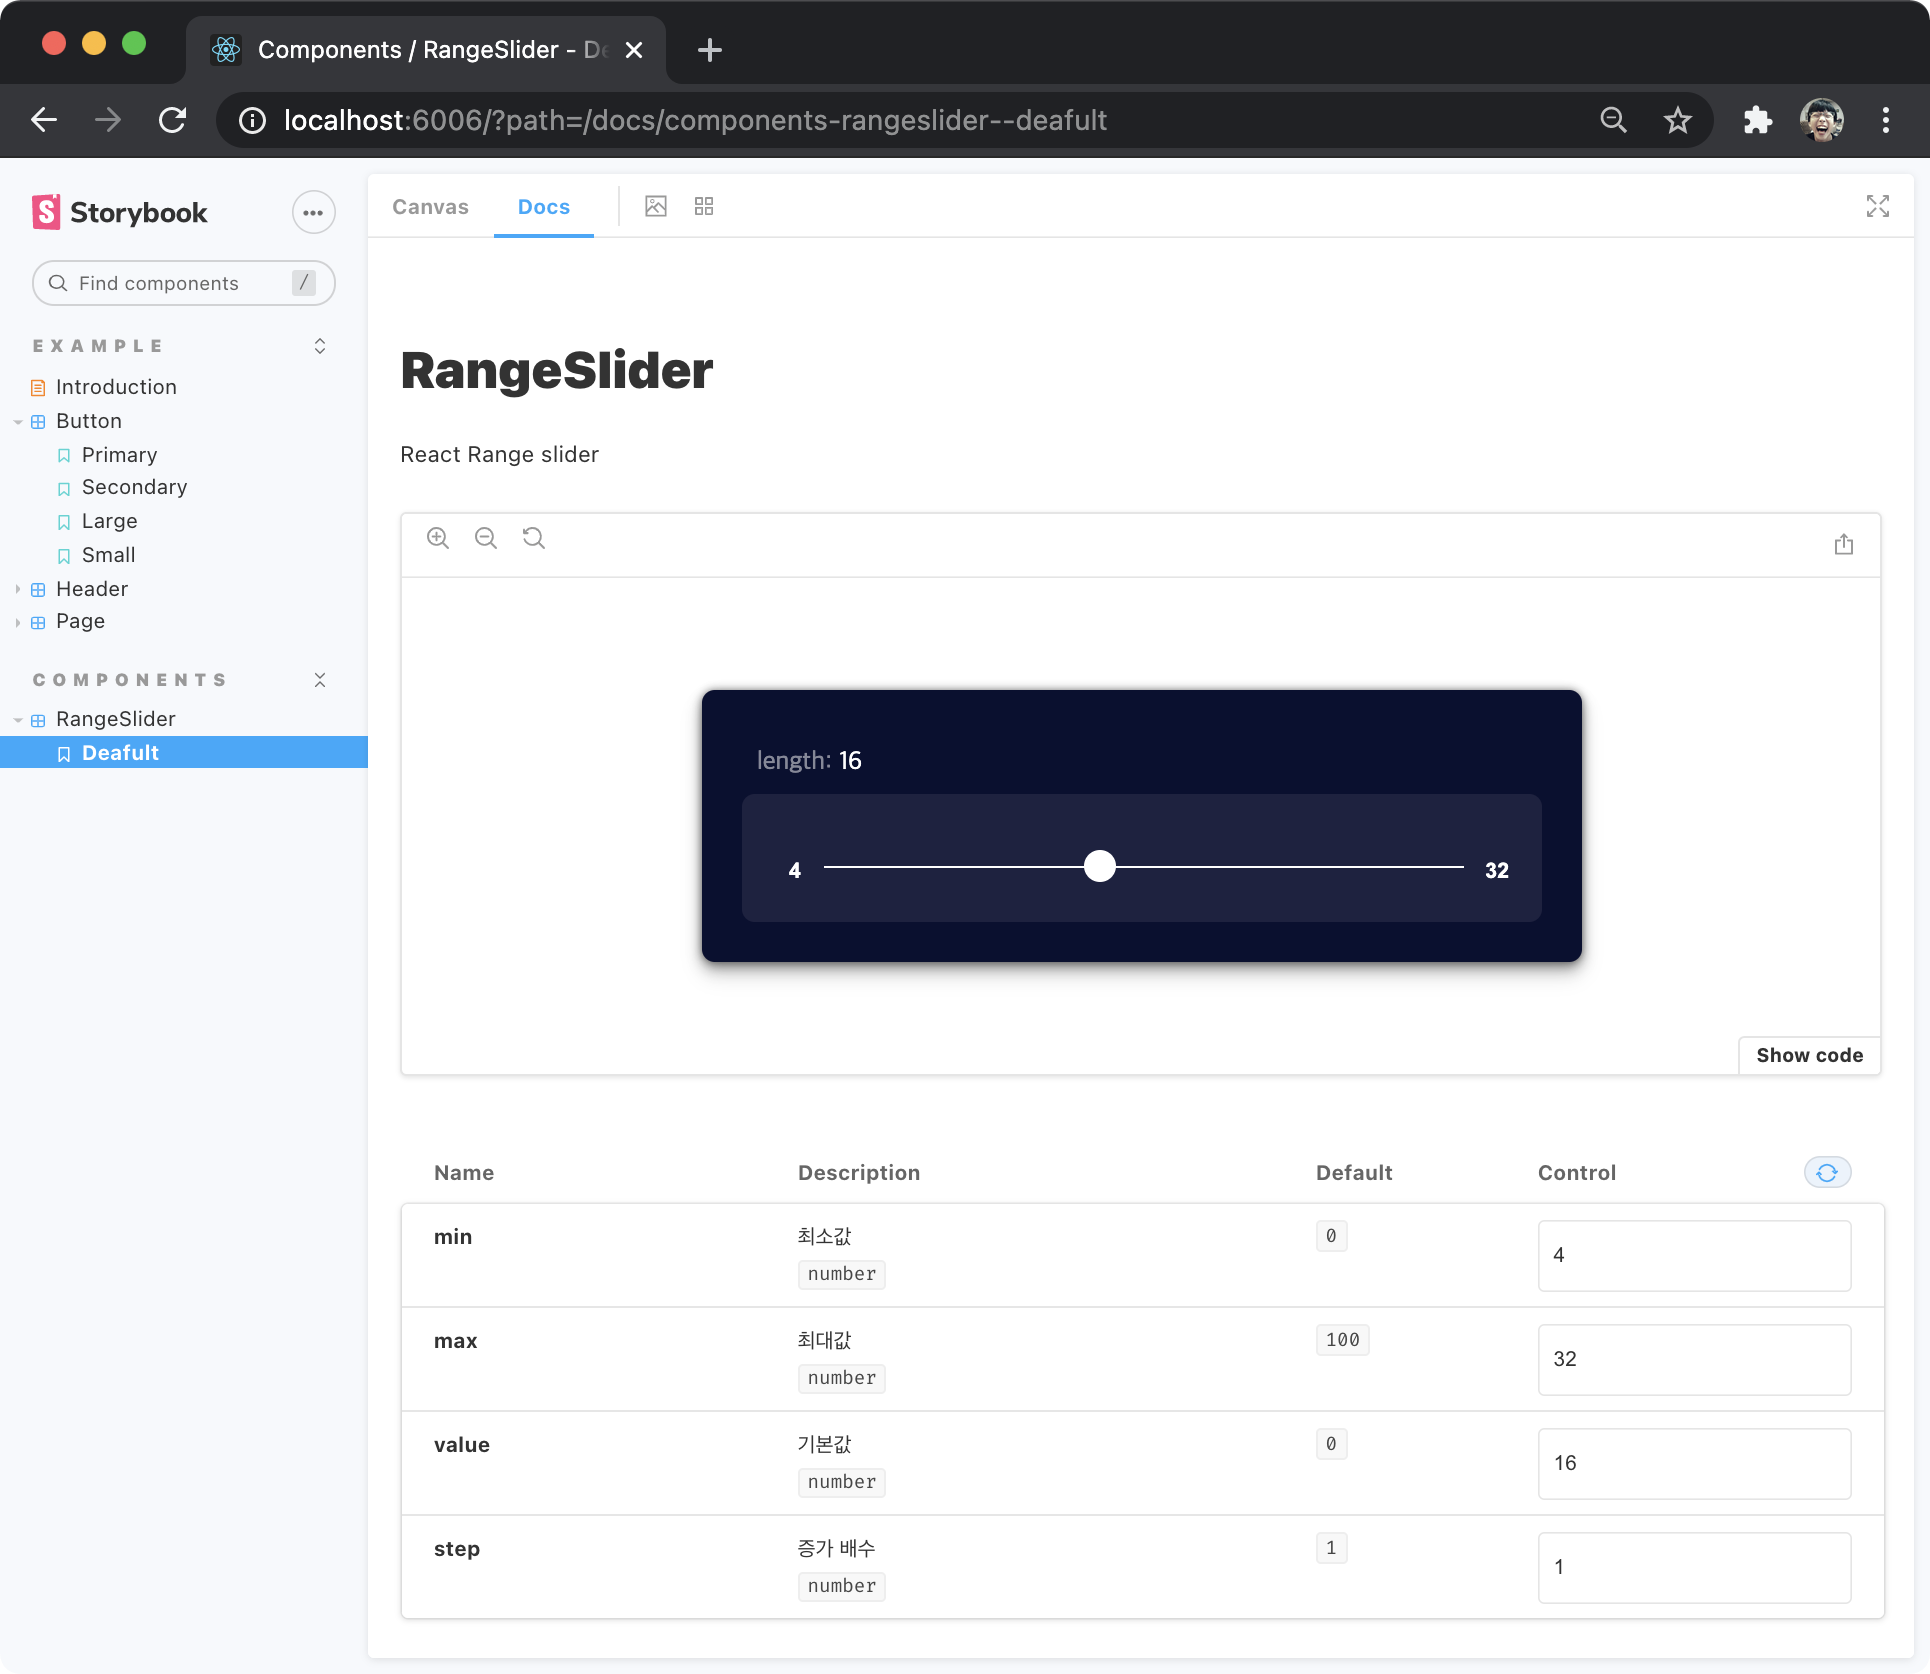 Components / RangeSlider - De
localhost:6006/?path=/docs/components-rangeslider--deafult
Storybook
Find components /
EXAMPLE
Introduction
Button
Primary
Secondary
Large
Small
Header
Page
COMPONENTS
RangeSlider
Deafult
Canvas Docs
RangeSlider
React Range slider
length: 16
4 32
Show code
Name Description Default Control
min 최소값 0 4
number
max 최대값 100 32
number
value 기본값 0 16
number
step 증가 배수 1 1
number